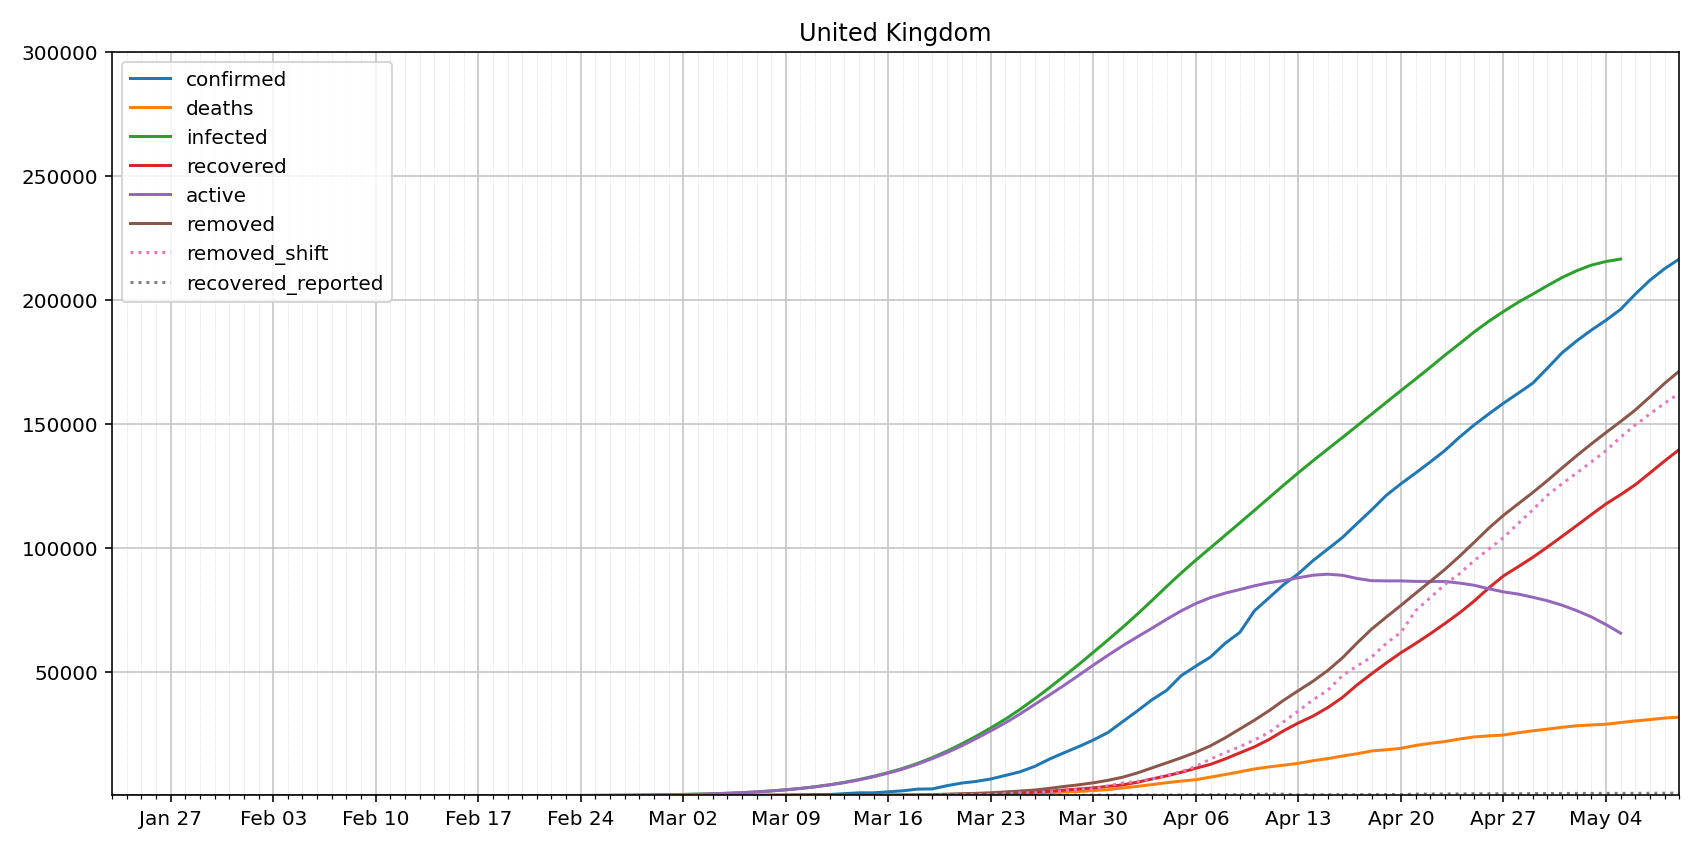 United Kingdom
300000
250000
200000
150000
100000
50000
confirmed
deaths
infected
recovered
active
removed
removed_shift
recovered_reported
Jan 27 Feb 03 Feb 10 Feb 17 Feb 24 Mar 02 Mar 09 Mar 16 Mar 23 Mar 30 Apr 06 Apr 13 Apr 20 Apr 27 May 04